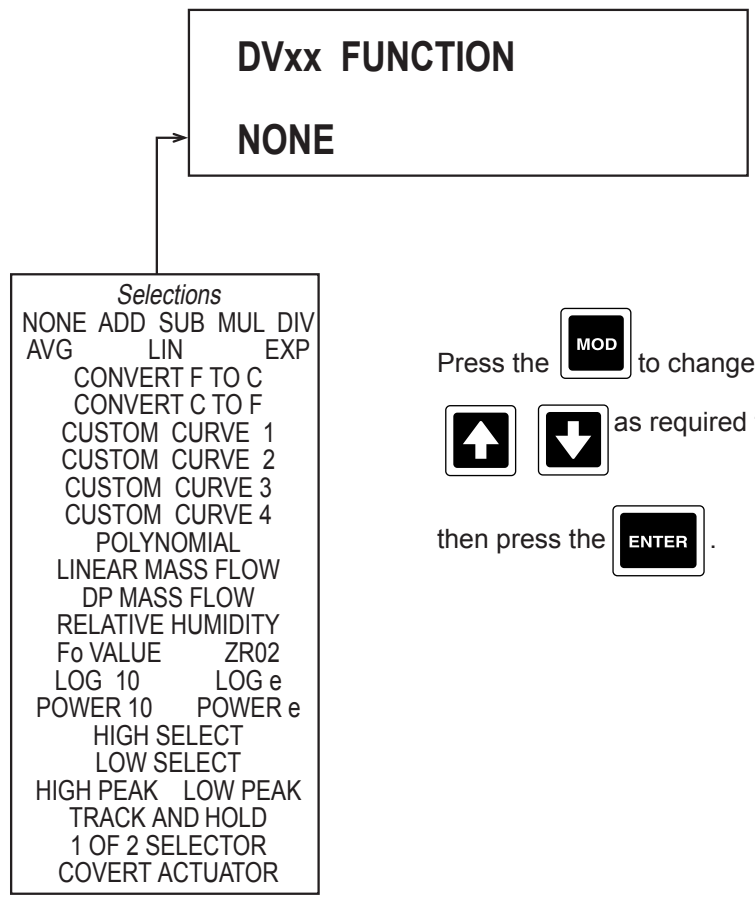 DVxx FUNCTION
NONE
Selections
NONE ADD SUB MUL DIV
AVG LIN EXP
CONVERT F TO C
CONVERT C TO F
CUSTOM CURVE 1
CUSTOM CURVE 2
CUSTOM CURVE 3
CUSTOM CURVE 4
POLYNOMIAL
LINEAR MASS FLOW
DP MASS FLOW
RELATIVE HUMIDITY
Fo VALUE ZR02
LOG 10 LOG e
POWER 10 POWER e
HIGH SELECT
LOW SELECT
HIGH PEAK LOW PEAK
TRACK AND HOLD
1 OF 2 SELECTOR
COVERT ACTUATOR
Press the MOD to change
as required
then press the ENTER .